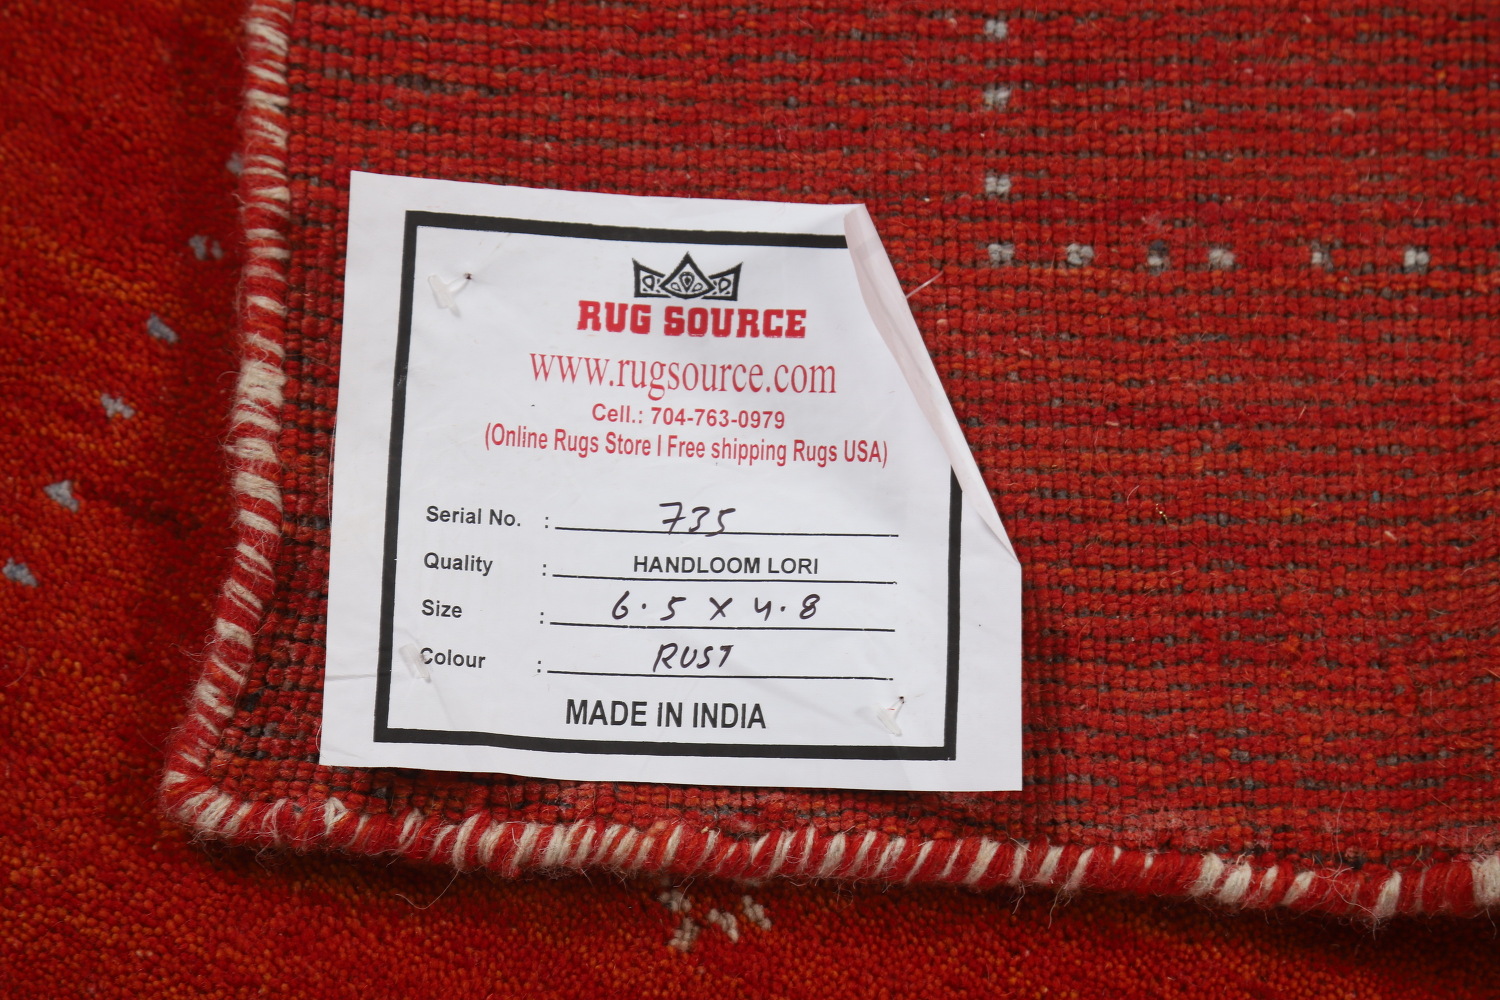 RUG SOURCE
www.rugsource.com
Cell.: 704-763-0979
(Online Rugs Store I Free shipping Rugs USA)
Serial No. : 735
Quality : HANDLOOM LORI
Size : 6.5 X 4.8
Colour : RUST
MADE IN INDIA